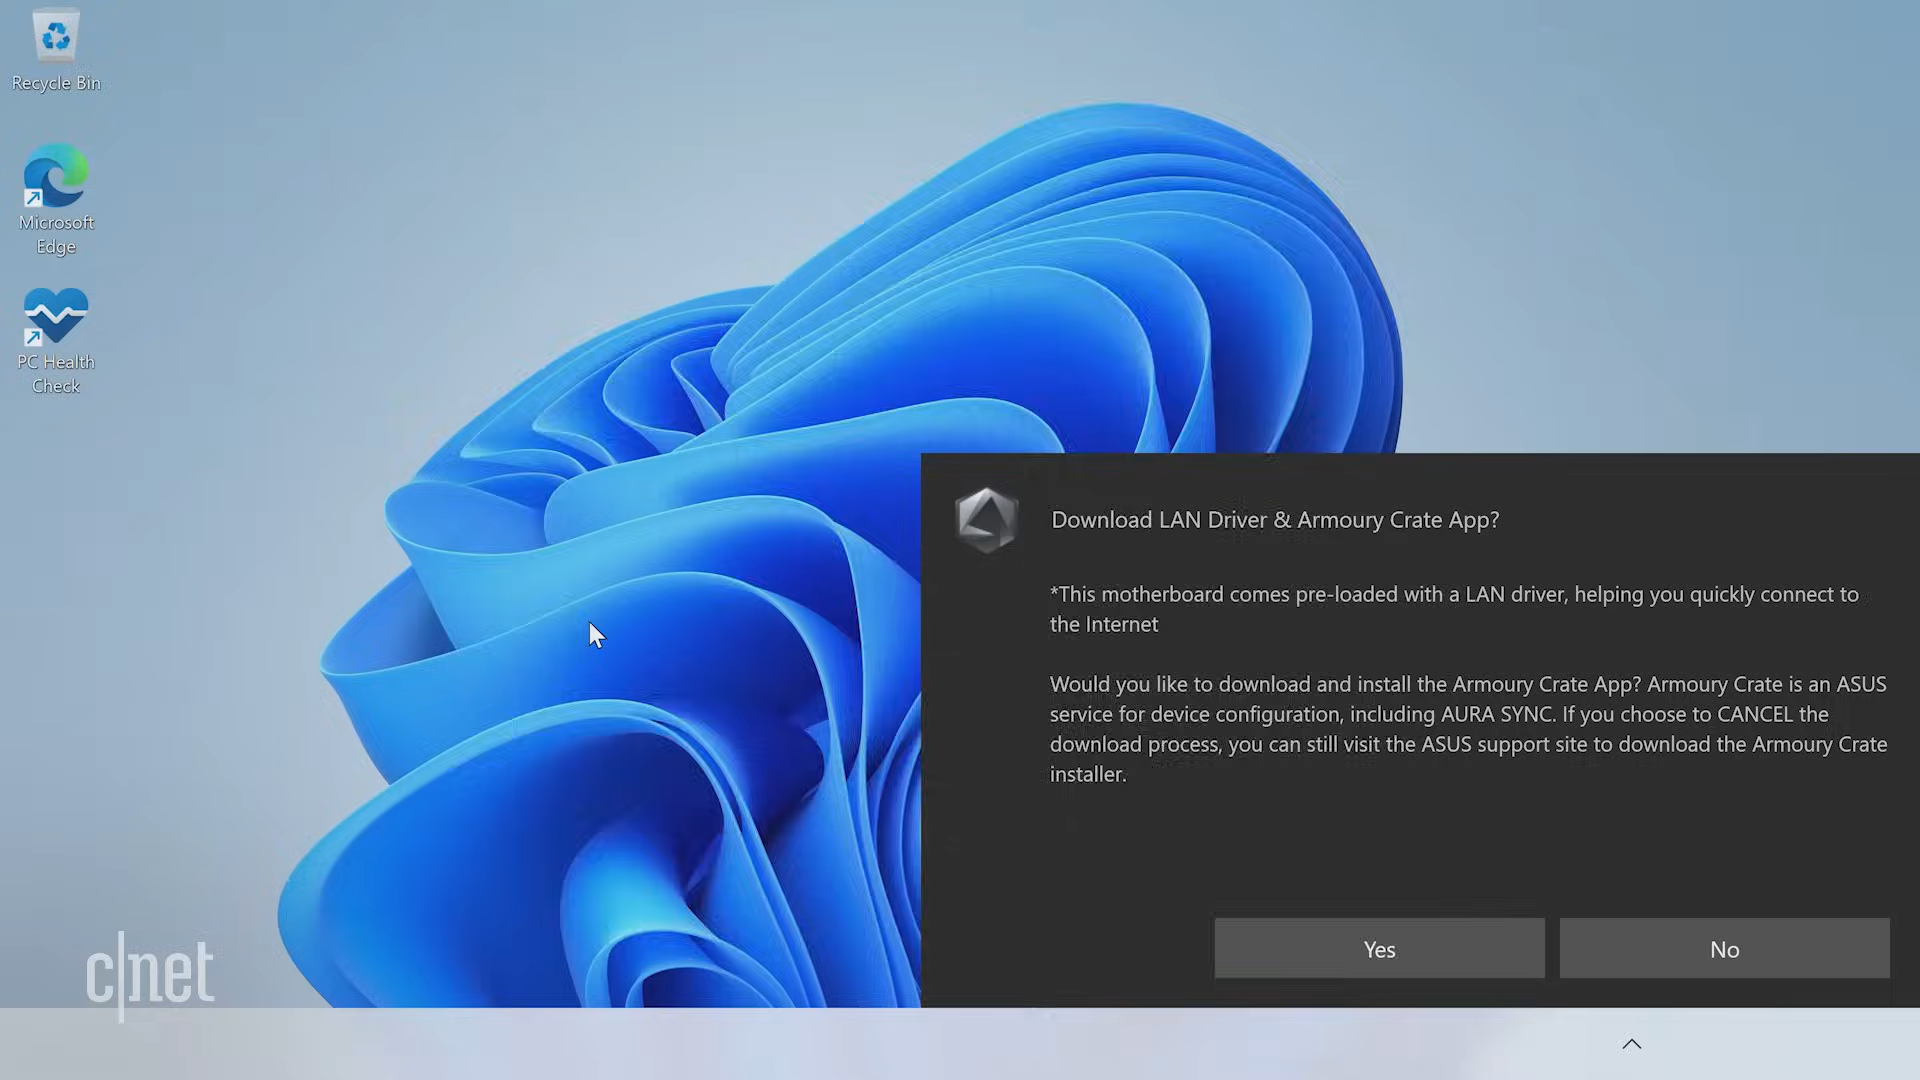 Recycle Bin
Microsoft
Edge
PC Health
Check
Download LAN Driver & Armoury Crate App?
*This motherboard comes pre-loaded with a LAN driver, helping you quickly connect to
the Internet
Would you like to download and install the Armoury Crate App? Armoury Crate is an ASUS
service for device configuration, including AURA SYNC. If you choose to CANCEL the
download process, you can still visit the ASUS support site to download the Armoury Crate
installer.
Yes
No
c|net